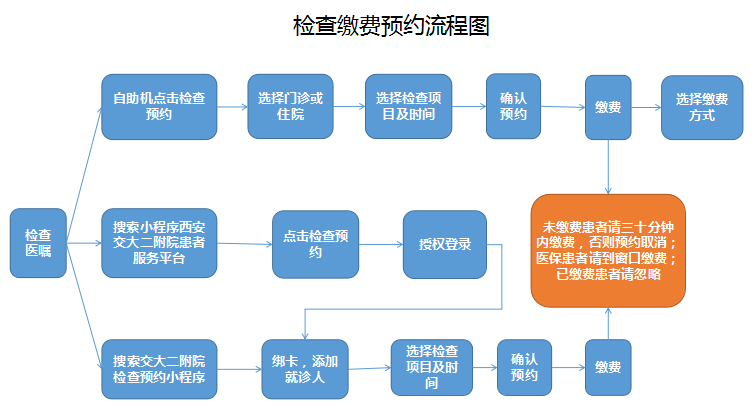 检查缴费预约流程图
自助机点击检查
预约
选择门诊或
住院
选择检查项
目及时间
确认
预约
缴费
选择缴费
方式
检查
医嘱
搜索小程序西安
交大二附院患者
服务平台
点击检查预
约
授权登录
未缴费患者请三十分钟
内缴费，否则预约取消；
医保患者请到窗口缴费；
已缴费患者请忽略
搜索交大二附院
检查预约小程序
绑卡，添加
就诊人
选择检查
项目及时
间
确认
预约
缴费